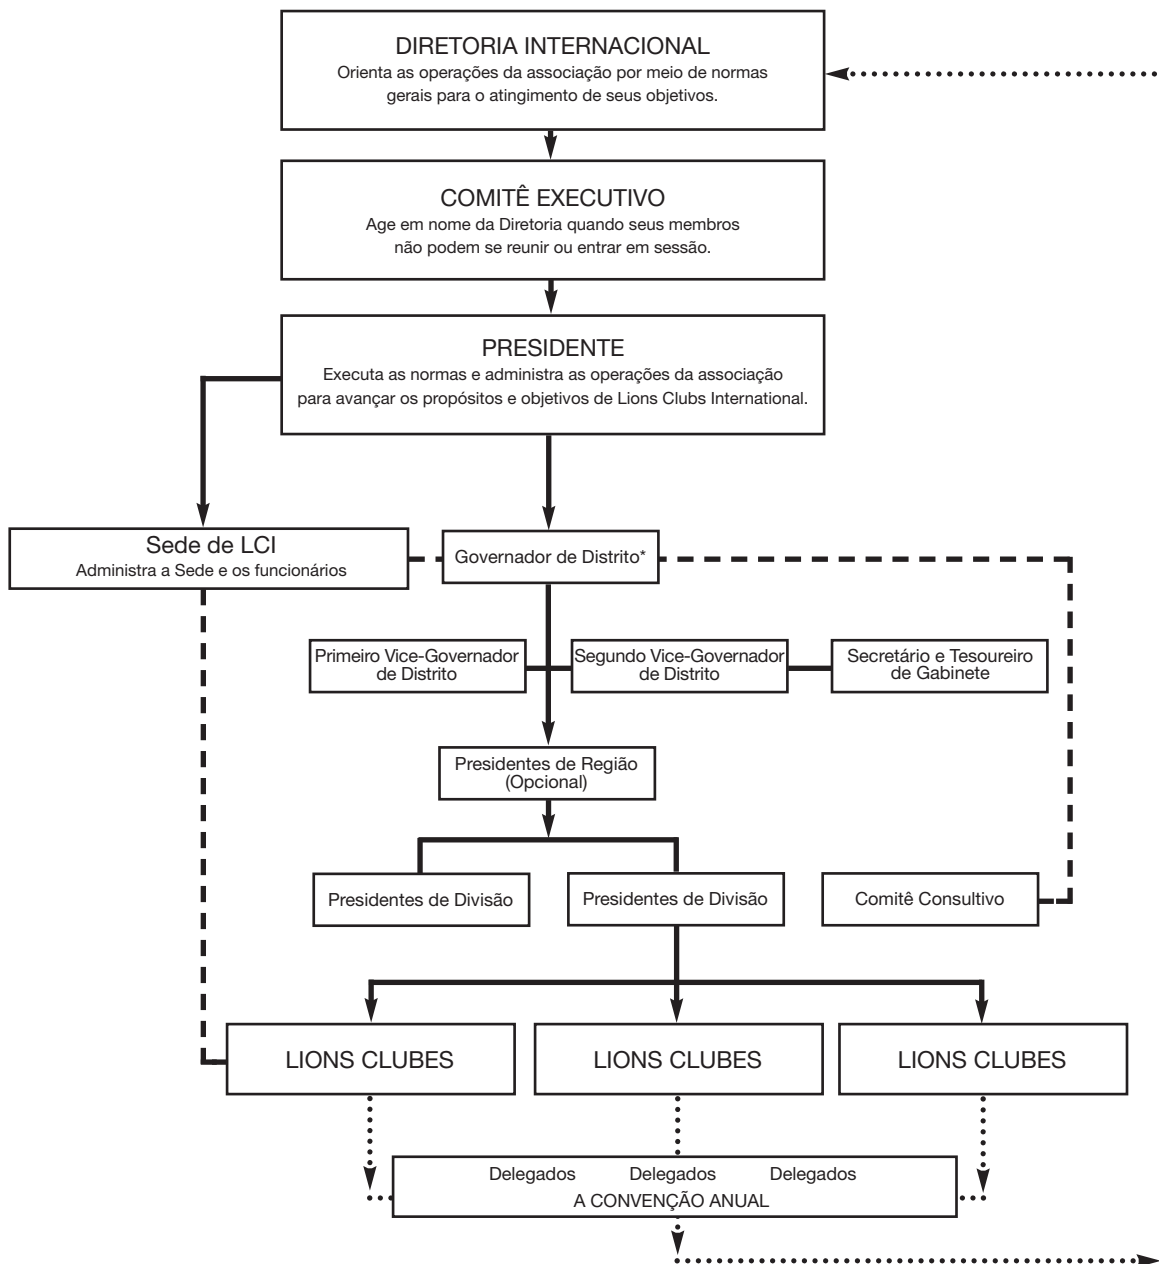 DIRETORIA INTERNACIONAL
Orienta as operações da associação por meio de normas
gerais para o atingimento de seus objetivos.
COMITÊ EXECUTIVO
Age em nome da Diretoria quando seus membros
não podem se reunir ou entrar em sessão.
PRESIDENTE
Executa as normas e administra as operações da associação
para avançar os propósitos e objetivos de Lions Clubs International.
Sede de LCI
Administra a Sede e os funcionários
Governador de Distrito*
Primeiro Vice-Governador
de Distrito
Segundo Vice-Governador
de Distrito
Secretário e Tesoureiro
de Gabinete
Presidentes de Região
(Opcional)
Presidentes de Divisão
Presidentes de Divisão
Comitê Consultivo
LIONS CLUBES
LIONS CLUBES
LIONS CLUBES
Delegados Delegados Delegados
A CONVENÇÃO ANUAL